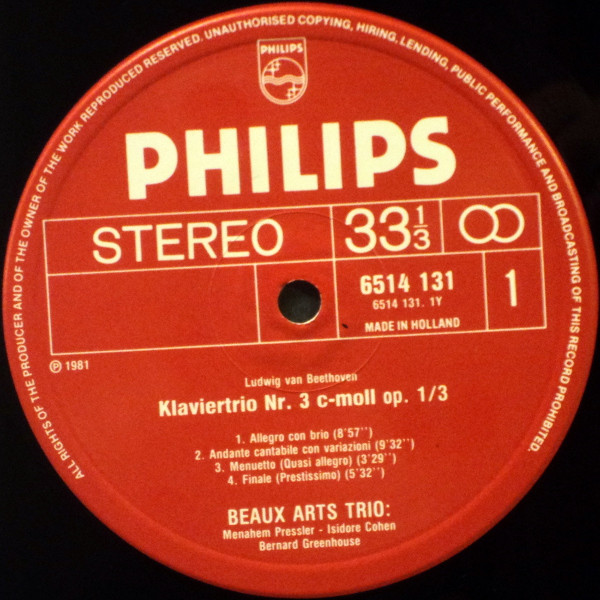 ALL RIGHTS OF THE PRODUCER AND OF THE OWNER OF THE WORK REPRODUCED RESERVED. UNAUTHORISED COPYING, HIRING, LENDING, PUBLIC PERFORMANCE AND BROADCASTING OF THIS RECORD PROHIBITED.
PHILIPS
PHILIPS
STEREO
33 1/3
6514 131
6514 131. 1Y
MADE IN HOLLAND
1
℗ 1981
Ludwig van Beethoven
Klaviertrio Nr. 3 c-moll op. 1/3
1. Allegro con brio (8'57'')
2. Andante cantabile con variazioni (9'32'')
3. Menuetto (Quasi allegro) (3'29'')
4. Finale (Prestissimo) (5'32'')
BEAUX ARTS TRIO:
Menahem Pressler - Isidore Cohen
Bernard Greenhouse